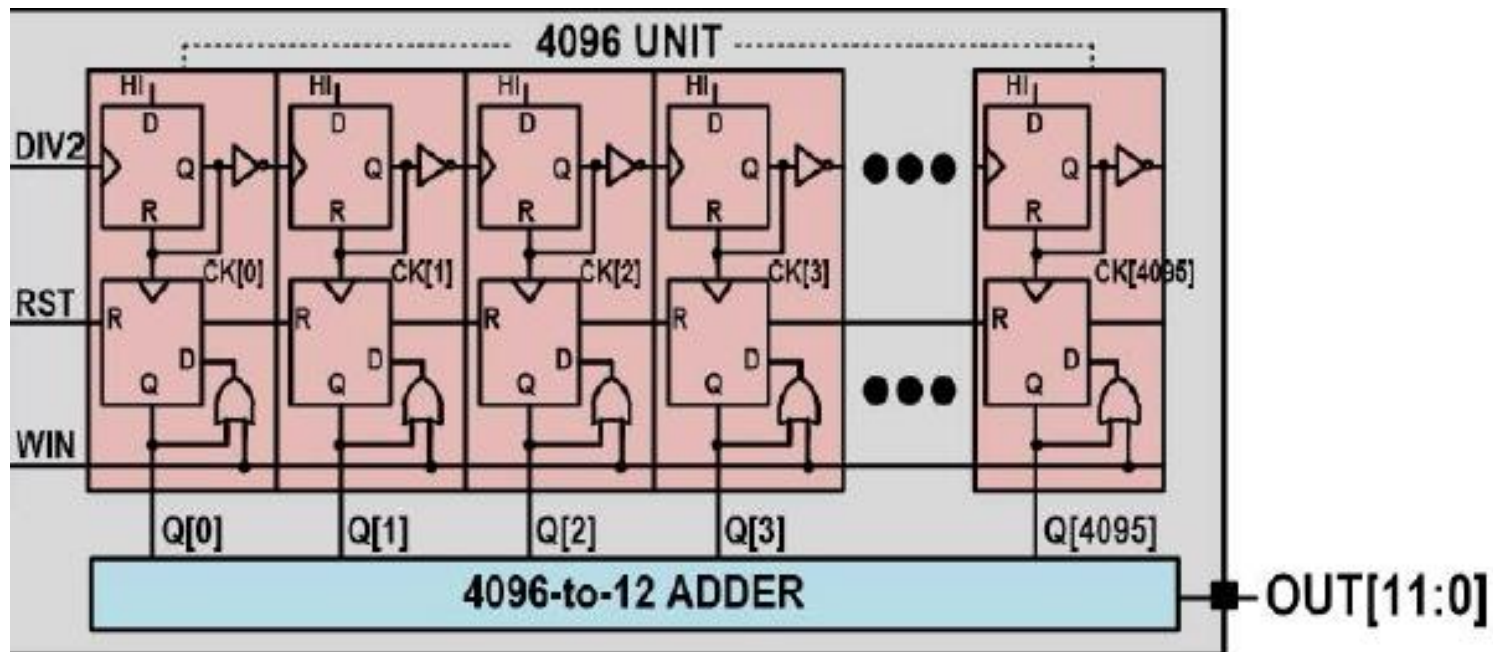 4096 UNIT
HI HI HI HI HI
D D D D D
DIV2
Q Q Q Q Q
R R R R R
CK[0] CK[1] CK[2] CK[3] CK[4095]
RST
R R R R R
D D D D D
Q Q Q Q Q
WIN
Q[0] Q[1] Q[2] Q[3] Q[4095]
4096-to-12 ADDER
OUT[11:0]